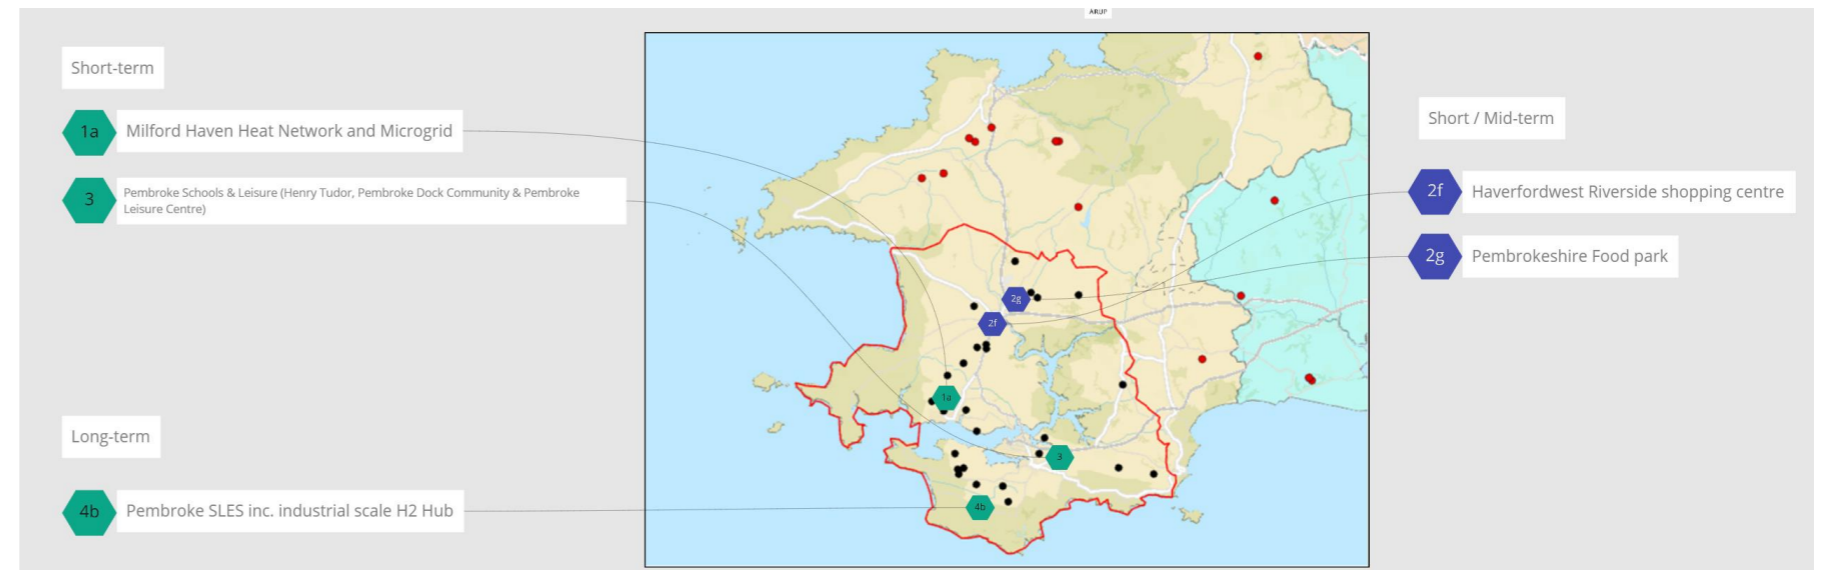 ARUP
Short-term
1a
Milford Haven Heat Network and Microgrid
3
Pembroke Schools & Leisure (Henry Tudor, Pembroke Dock Community & Pembroke
Leisure Centre)
Long-term
4b
Pembroke SLES inc. industrial scale H2 Hub
2g
2f
1a
3
4b
Short / Mid-term
2f
Haverfordwest Riverside shopping centre
2g
Pembrokeshire Food park